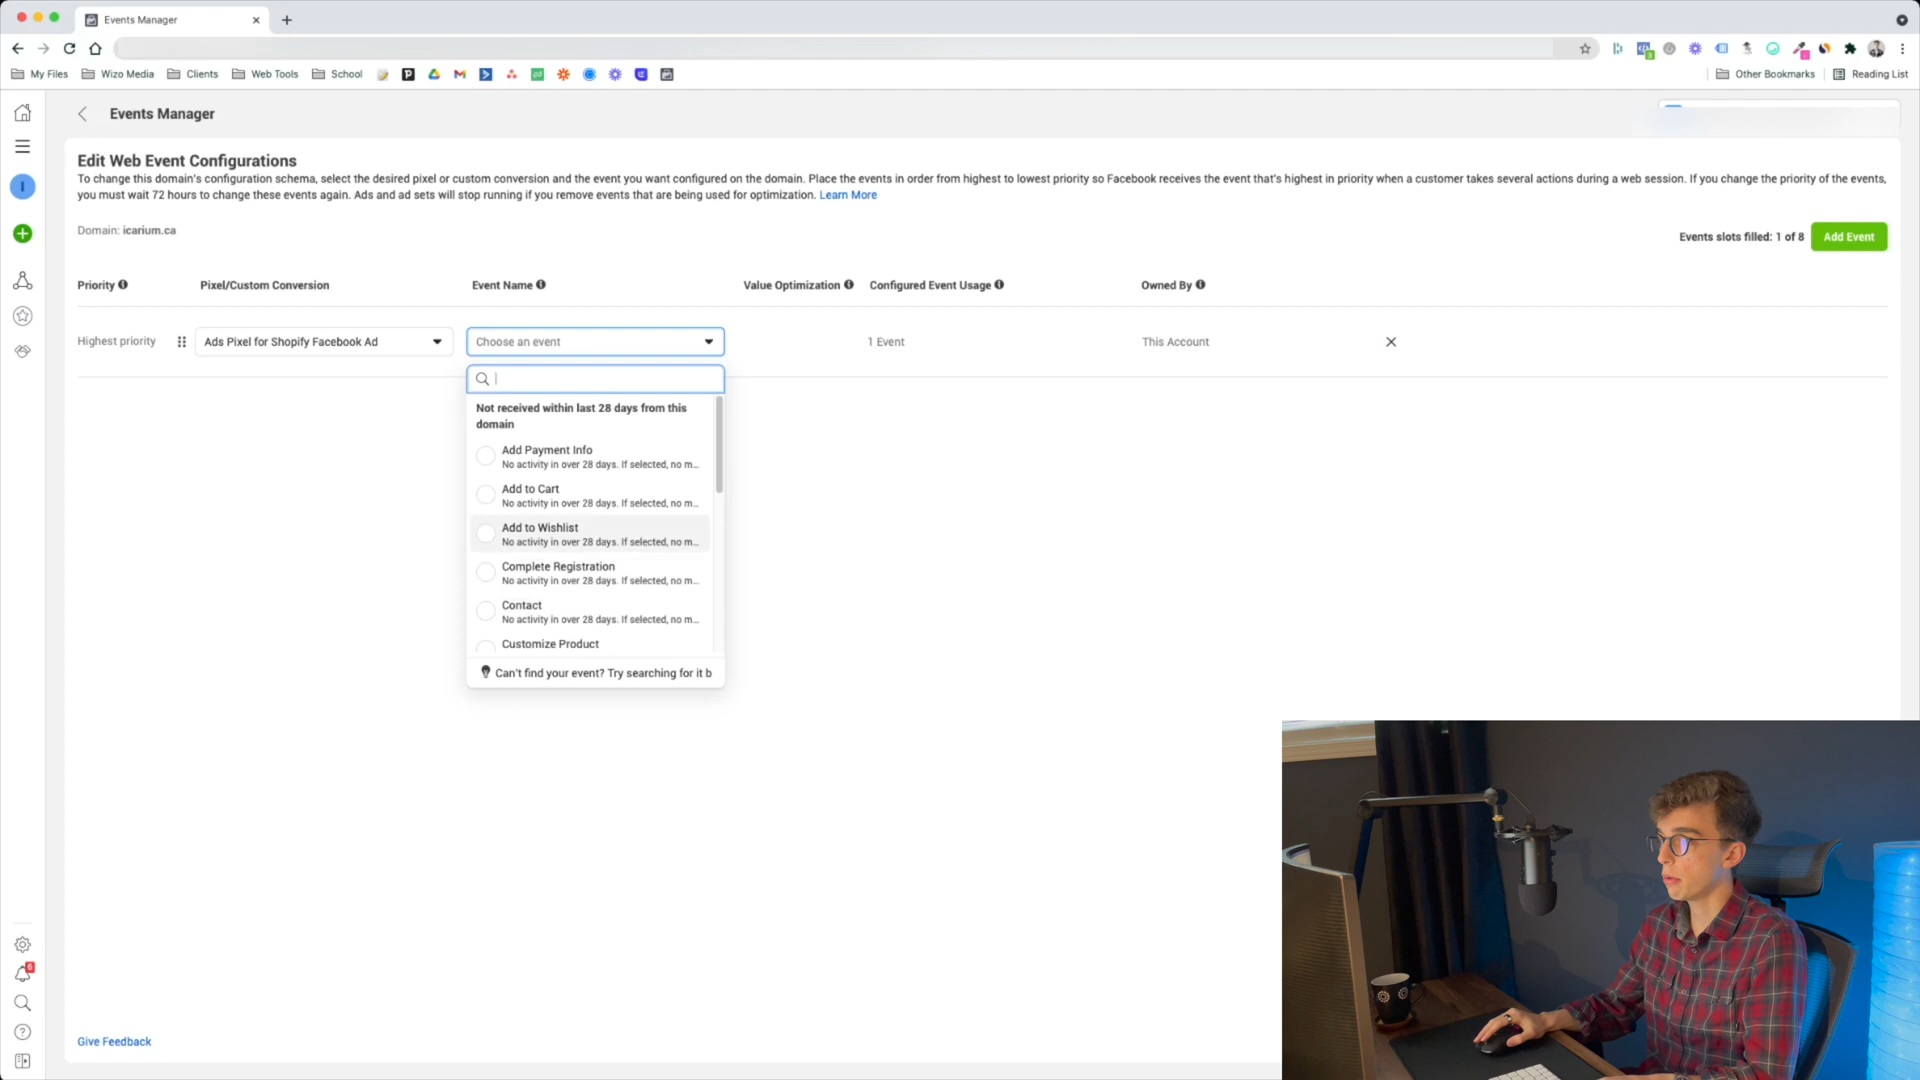 Events Manager
My Files
Wizo Media
Clients
Web Tools
School
Other Bookmarks
Reading List
Events Manager
Edit Web Event Configurations
To change this domain's configuration schema, select the desired pixel or custom conversion and the event you want configured on the domain. Place the events in order from highest to lowest priority so Facebook receives the event that's highest in priority when a customer takes several actions during a web session. If you change the priority of the events,
you must wait 72 hours to change these events again. Ads and ad sets will stop running if you remove events that are being used for optimization. Learn More
Domain: icarium.ca
Events slots filled: 1 of 8
Add Event
Priority
Pixel/Custom Conversion
Event Name
Value Optimization
Configured Event Usage
Owned By
Highest priority
Ads Pixel for Shopify Facebook Ad
Choose an event
1 Event
This Account
Not received within last 28 days from this
domain
Add Payment Info
No activity in over 28 days. If selected, no m...
Add to Cart
No activity in over 28 days. If selected, no m...
Add to Wishlist
No activity in over 28 days. If selected, no m...
Complete Registration
No activity in over 28 days. If selected, no m...
Contact
No activity in over 28 days. If selected, no m...
Customize Product
Can't find your event? Try searching for it b
6
Give Feedback